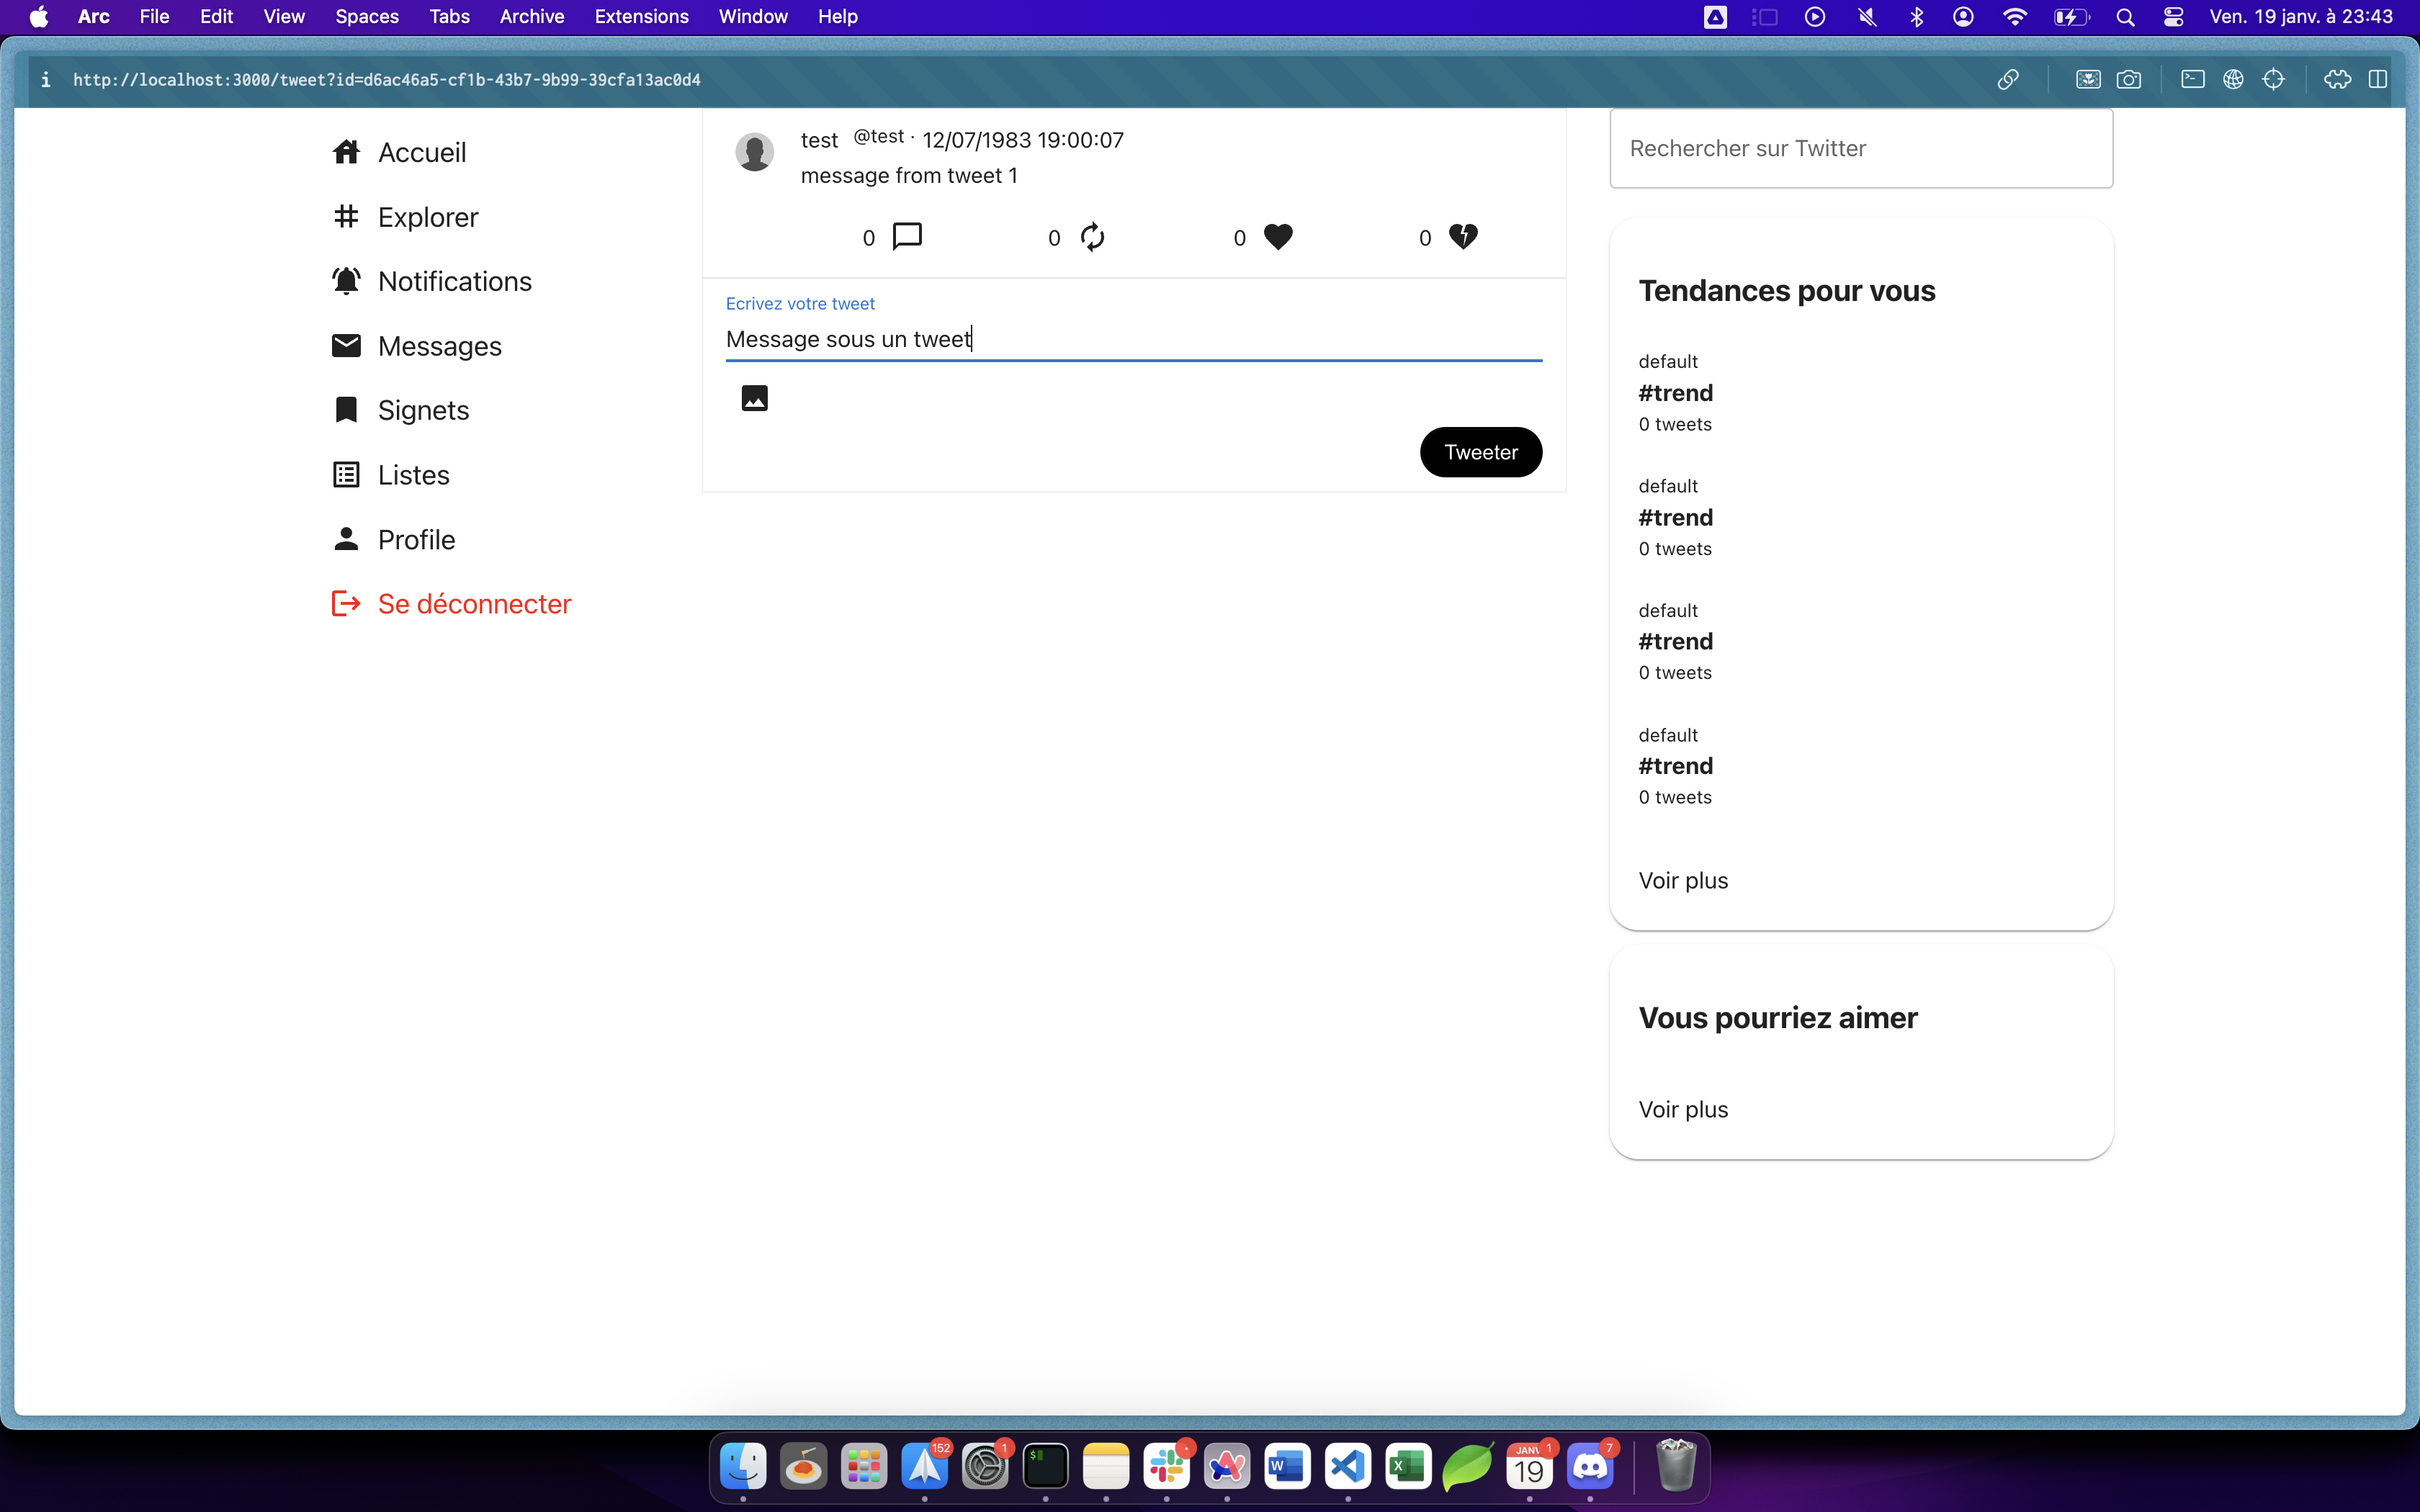 Arc File Edit View Spaces Tabs Archive Extensions Window Help Ven. 19 janv. à 23:43
http://localhost:3000/tweet?id=d6ac46a5-cf1b-43b7-9b99-39cfa13ac0d4
Accueil
Explorer
Notifications
Messages
Signets
Listes
Profile
Se déconnecter
test @test · 12/07/1983 19:00:07
message from tweet 1
0 0 0 0
Ecrivez votre tweet
Message sous un tweet
Tweeter
Rechercher sur Twitter
Tendances pour vous
default
#trend
0 tweets
default
#trend
0 tweets
default
#trend
0 tweets
default
#trend
0 tweets
Voir plus
Vous pourriez aimer
Voir plus
152 1 $ W X JANV 1 19 7